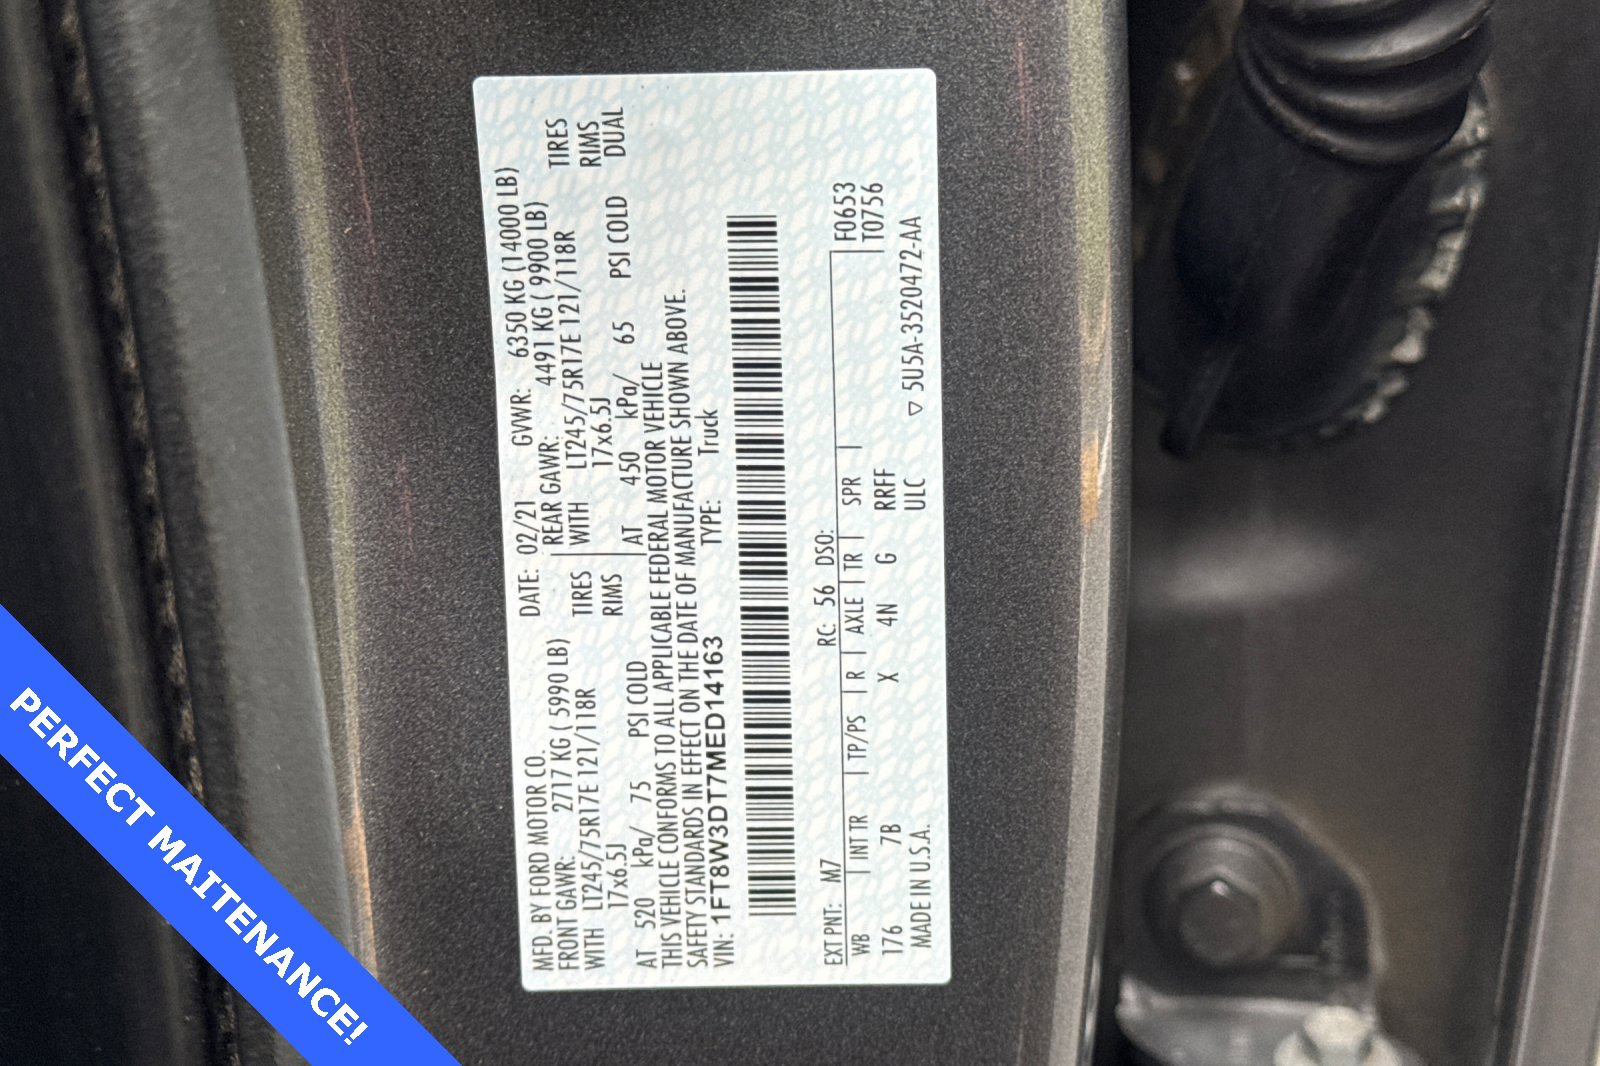 MFD. BY FORD MOTOR CO. DATE: 02/21 GVWR: 6350 KG (14000 LB)
FRONT GAWR: 2717 KG ( 5990 LB) REAR GAWR: 4491 KG ( 9900 LB)
WITH LT245/75R17E 121/118R TIRES WITH LT245/75R17E 121/118R TIRES
17x6.5J RIMS 17x6.5J RIMS
AT 520 kPa/ 75 PSI COLD AT 450 kPa/ 65 PSI COLD DUAL
THIS VEHICLE CONFORMS TO ALL APPLICABLE FEDERAL MOTOR VEHICLE
SAFETY STANDARDS IN EFFECT ON THE DATE OF MANUFACTURE SHOWN ABOVE.
VIN: 1FT8W3DT7MED14163 TYPE: Truck
EXT PNT: M7 RC: 56 DSO: F0653
WB INT TR TP/PS R AXLE TR SPR T0756
176 7B X 4N G RRFF
MADE IN U.S.A. ULC ▽ 5U5A-3520472-AA
PERFECT MAITENANCE!